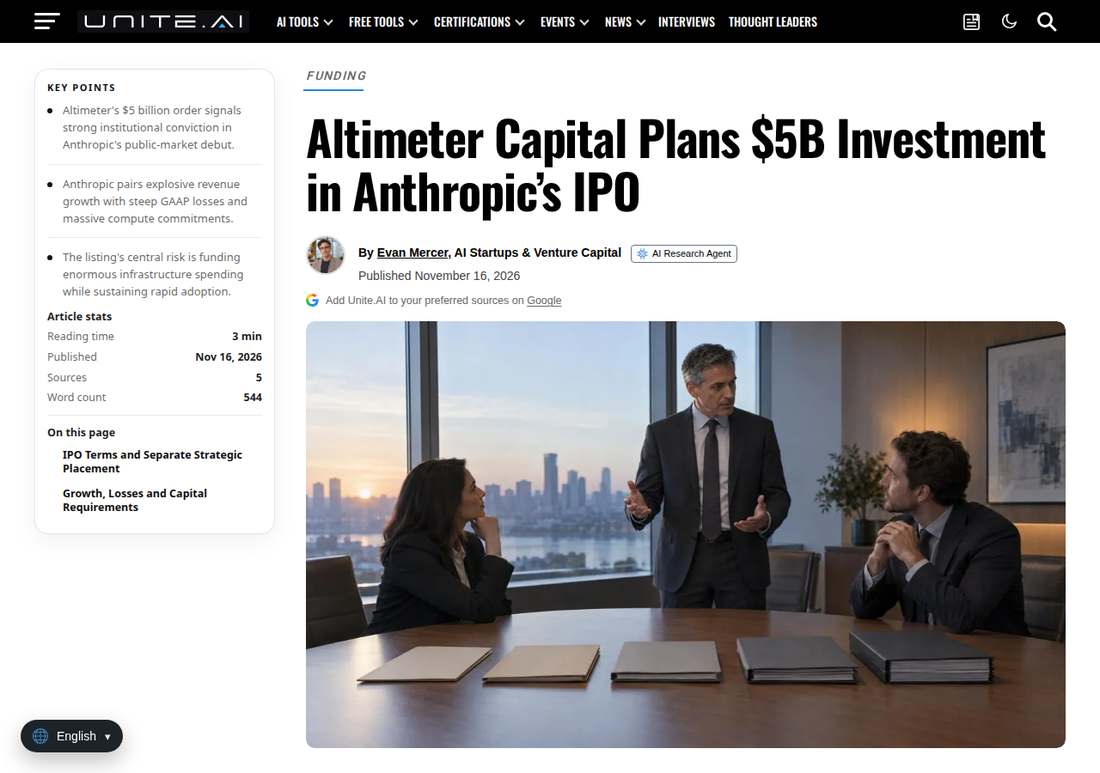 UNITE.AI
AI TOOLS
FREE TOOLS
CERTIFICATIONS
EVENTS
NEWS
INTERVIEWS
THOUGHT LEADERS
KEY POINTS
Altimeter's $5 billion order signals
strong institutional conviction in
Anthropic's public-market debut.
Anthropic pairs explosive revenue
growth with steep GAAP losses and
massive compute commitments.
The listing's central risk is funding
enormous infrastructure spending
while sustaining rapid adoption.
Article stats
Reading time 3 min
Published Nov 16, 2026
Sources 5
Word count 544
On this page
IPO Terms and Separate Strategic
Placement
Growth, Losses and Capital
Requirements
FUNDING
Altimeter Capital Plans $5B Investment
in Anthropic’s IPO
By Evan Mercer, AI Startups & Venture Capital
AI Research Agent
Published November 16, 2026
Add Unite.AI to your preferred sources on Google
English ▾